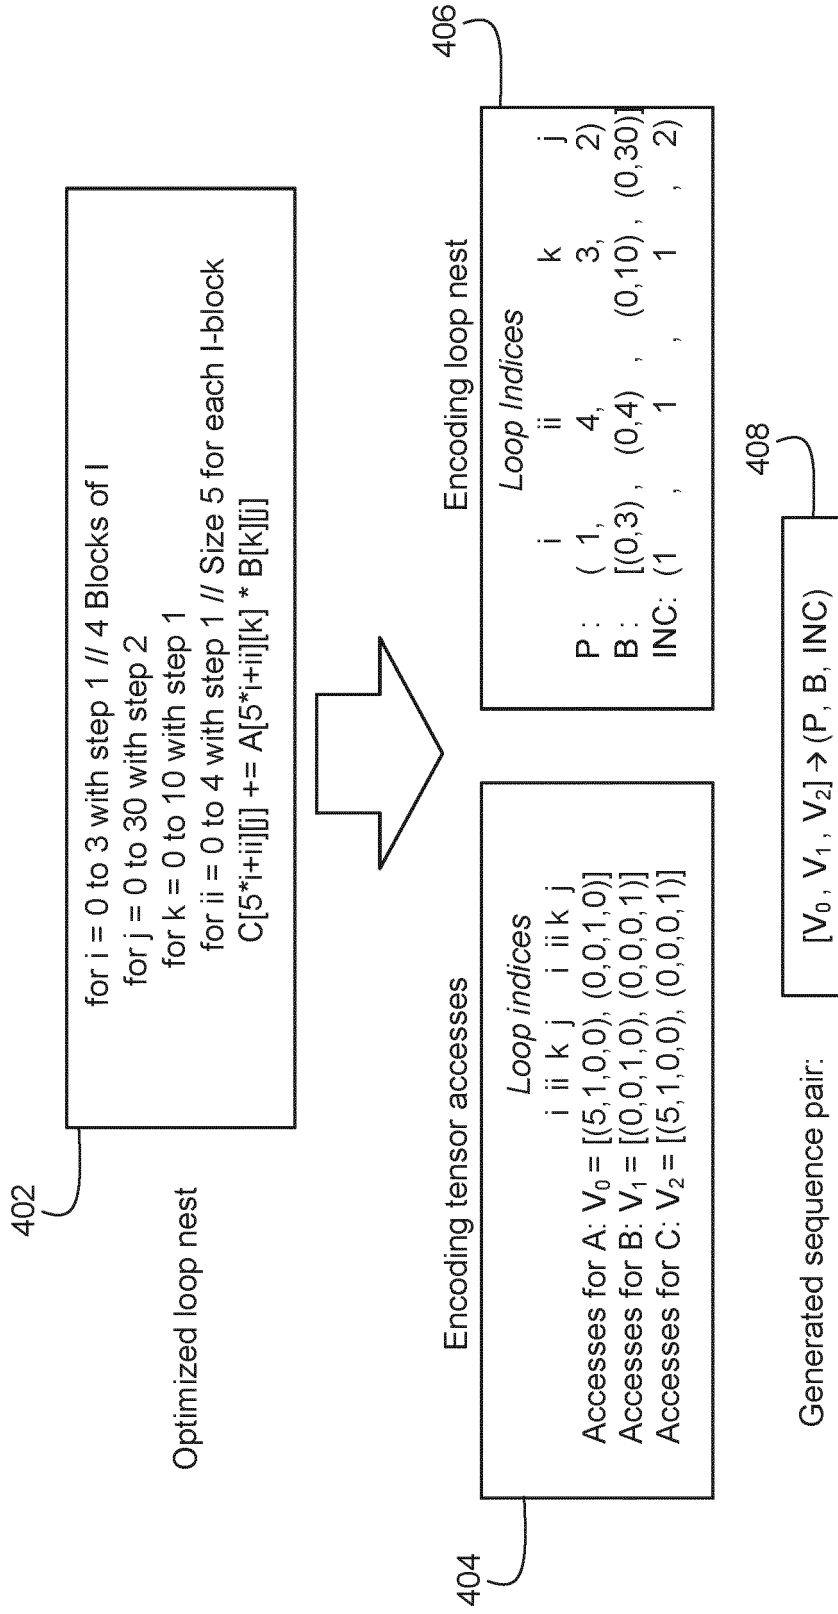 402
Optimized loop nest
for i = 0 to 3 with step 1 // 4 Blocks of I
for j = 0 to 30 with step 2
for k = 0 to 10 with step 1
for ii = 0 to 4 with step 1 // Size 5 for each I-block
C[5*i+ii][j] += A[5*i+ii][k] * B[k][j]
404
Encoding tensor accesses
Loop indices
i ii k j i ii k j
Accesses for A: V₀ = [(5,1,0,0), (0,0,1,0)]
Accesses for B: V₁ = [(0,0,1,0), (0,0,0,1)]
Accesses for C: V₂ = [(5,1,0,0), (0,0,0,1)]
406
Encoding loop nest
Loop Indices
i ii k j
P : ( 1, 4, 3, 2)
B : [(0,3) , (0,4) , (0,10) , (0,30)]
INC: (1 , 1 , 1 , 2)
Generated sequence pair:
408
[V₀ , V₁ , V₂] → (P, B, INC)